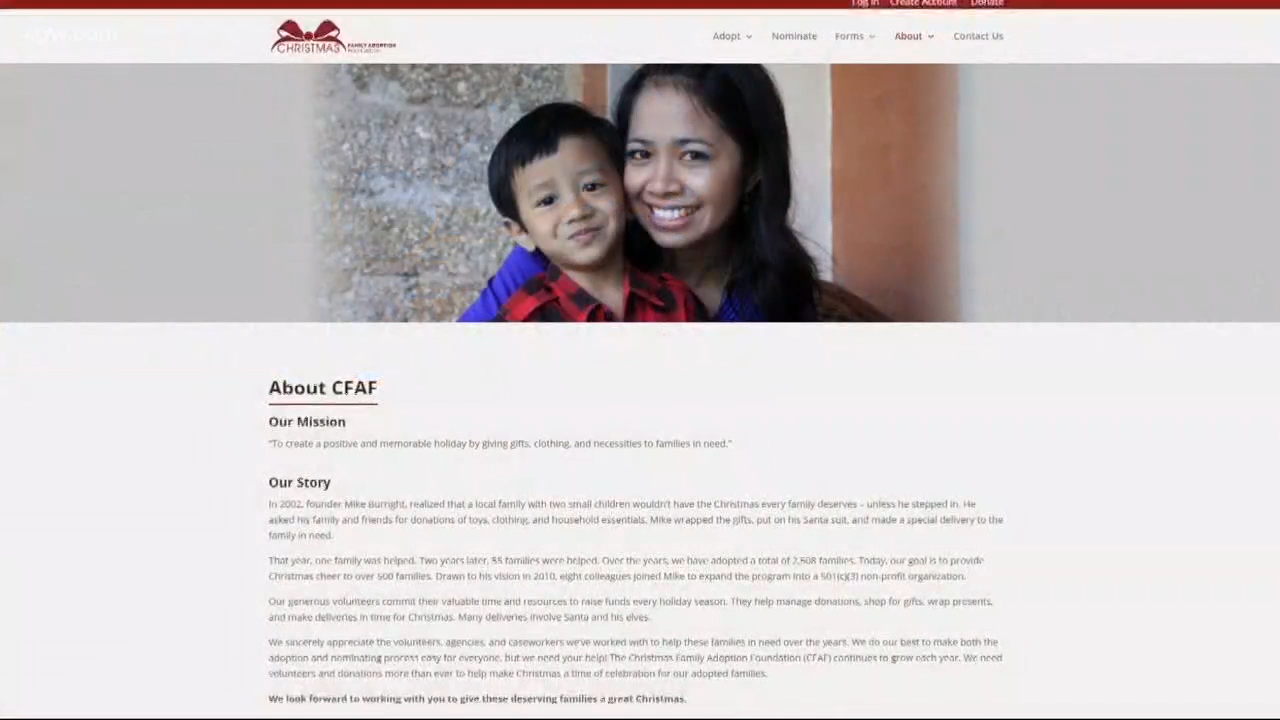 Log In Create Account Donate
CHRISTMAS FAMILY ADOPTION
FOUNDATION
Adopt Nominate Forms About Contact Us
About CFAF
Our Mission
"To create a positive and memorable holiday by giving gifts, clothing, and necessities to families in need."
Our Story
In 2002, founder Mike Burright, realized that a local family with two small children wouldn't have the Christmas every family deserves – unless he stepped in. He
asked his family and friends for donations of toys, clothing, and household essentials. Mike wrapped the gifts, put on his Santa suit, and made a special delivery to the
family in need.
That year, one family was helped. Two years later, 55 families were helped. Over the years, we have adopted a total of 2,508 families. Today, our goal is to provide
Christmas cheer to over 500 families. Drawn to his vision in 2010, eight colleagues joined Mike to expand the program into a 501(c)(3) non-profit organization.
Our generous volunteers commit their valuable time and resources to raise funds every holiday season. They help manage donations, shop for gifts, wrap presents,
and make deliveries in time for Christmas. Many deliveries involve Santa and his elves.
We sincerely appreciate the volunteers, agencies, and caseworkers we've worked with to help these families in need over the years. We do our best to make both the
adoption and nominating process easy for everyone, but we need your help! The Christmas Family Adoption Foundation (CFAF) continues to grow each year. We need
volunteers and donations more than ever to help make Christmas a time of celebration for our adopted families.
We look forward to working with you to give these deserving families a great Christmas.